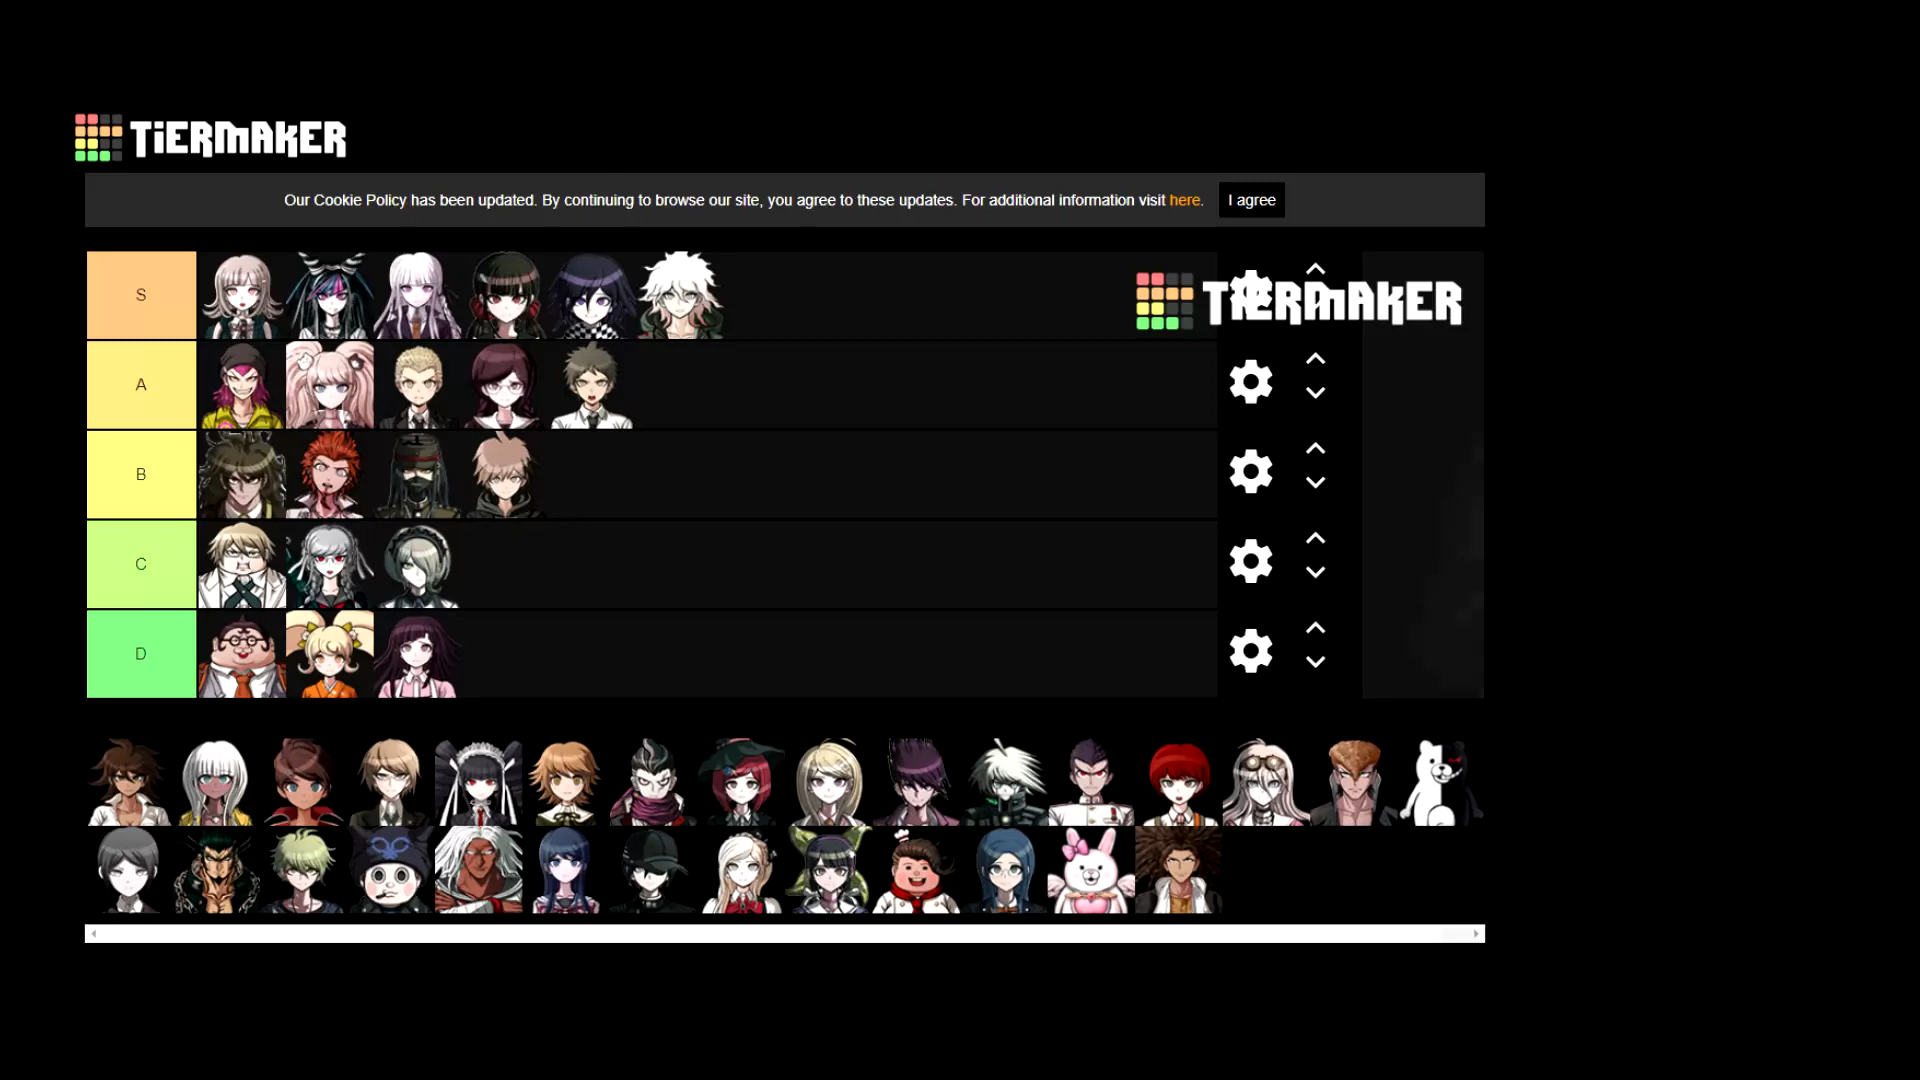 TiERMAKER
Our Cookie Policy has been updated. By continuing to browse our site, you agree to these updates. For additional information visit here. I agree
S
TiERMAKER
A
B
C
D